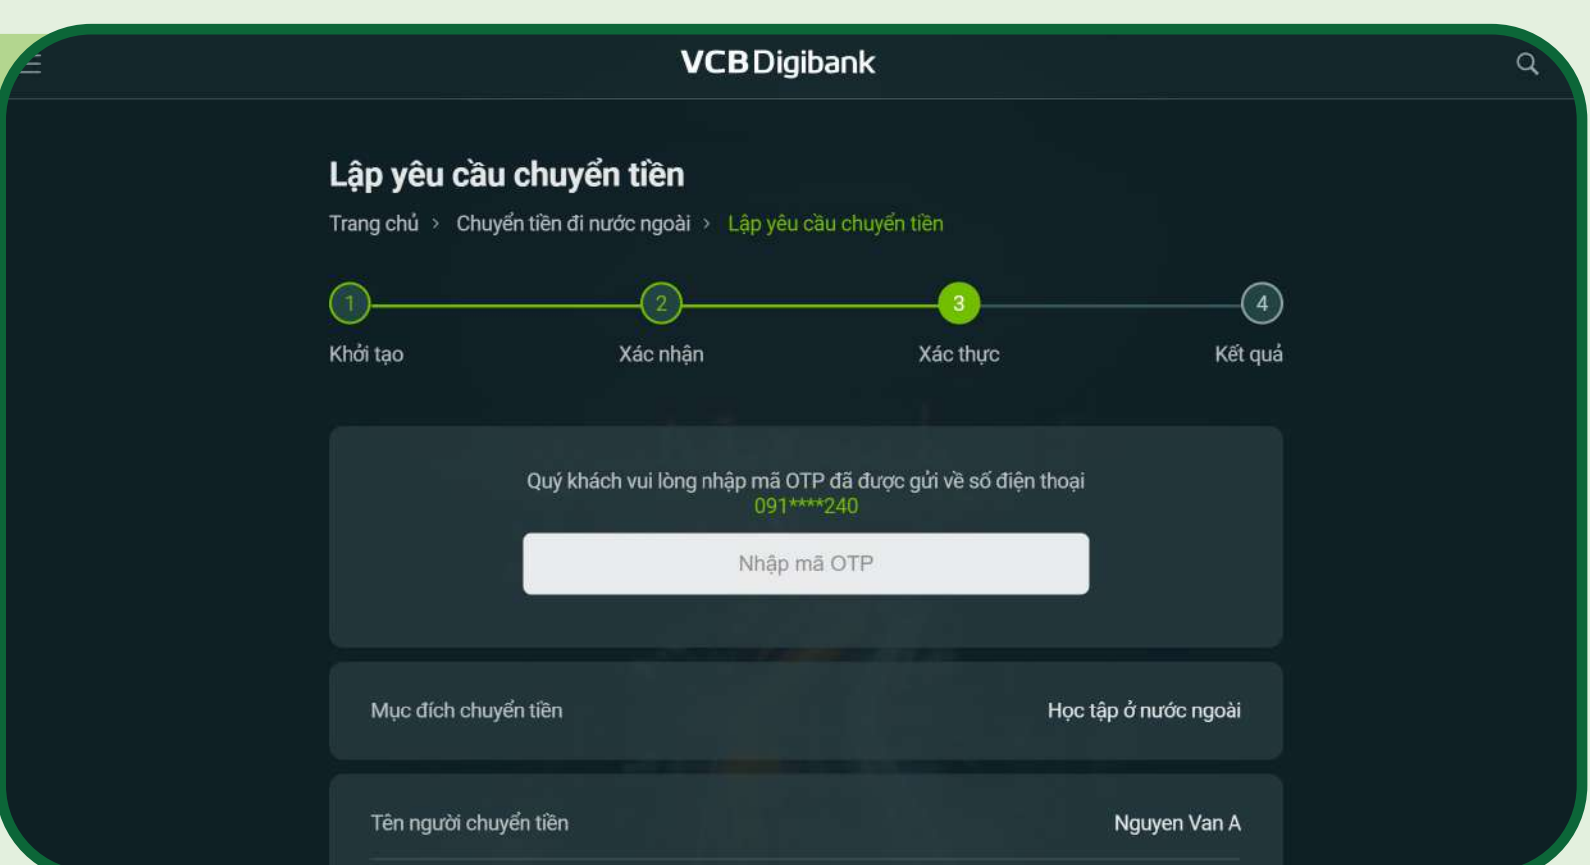 VCB Digibank
Lập yêu cầu chuyển tiền
Trang chủ > Chuyển tiền đi nước ngoài > Lập yêu cầu chuyển tiền
1 2 3 4
Khởi tạo Xác nhận Xác thực Kết quả
Quý khách vui lòng nhập mã OTP đã được gửi về số điện thoại
091****240
Nhập mã OTP
Mục đích chuyển tiền Học tập ở nước ngoài
Tên người chuyển tiền Nguyen Van A